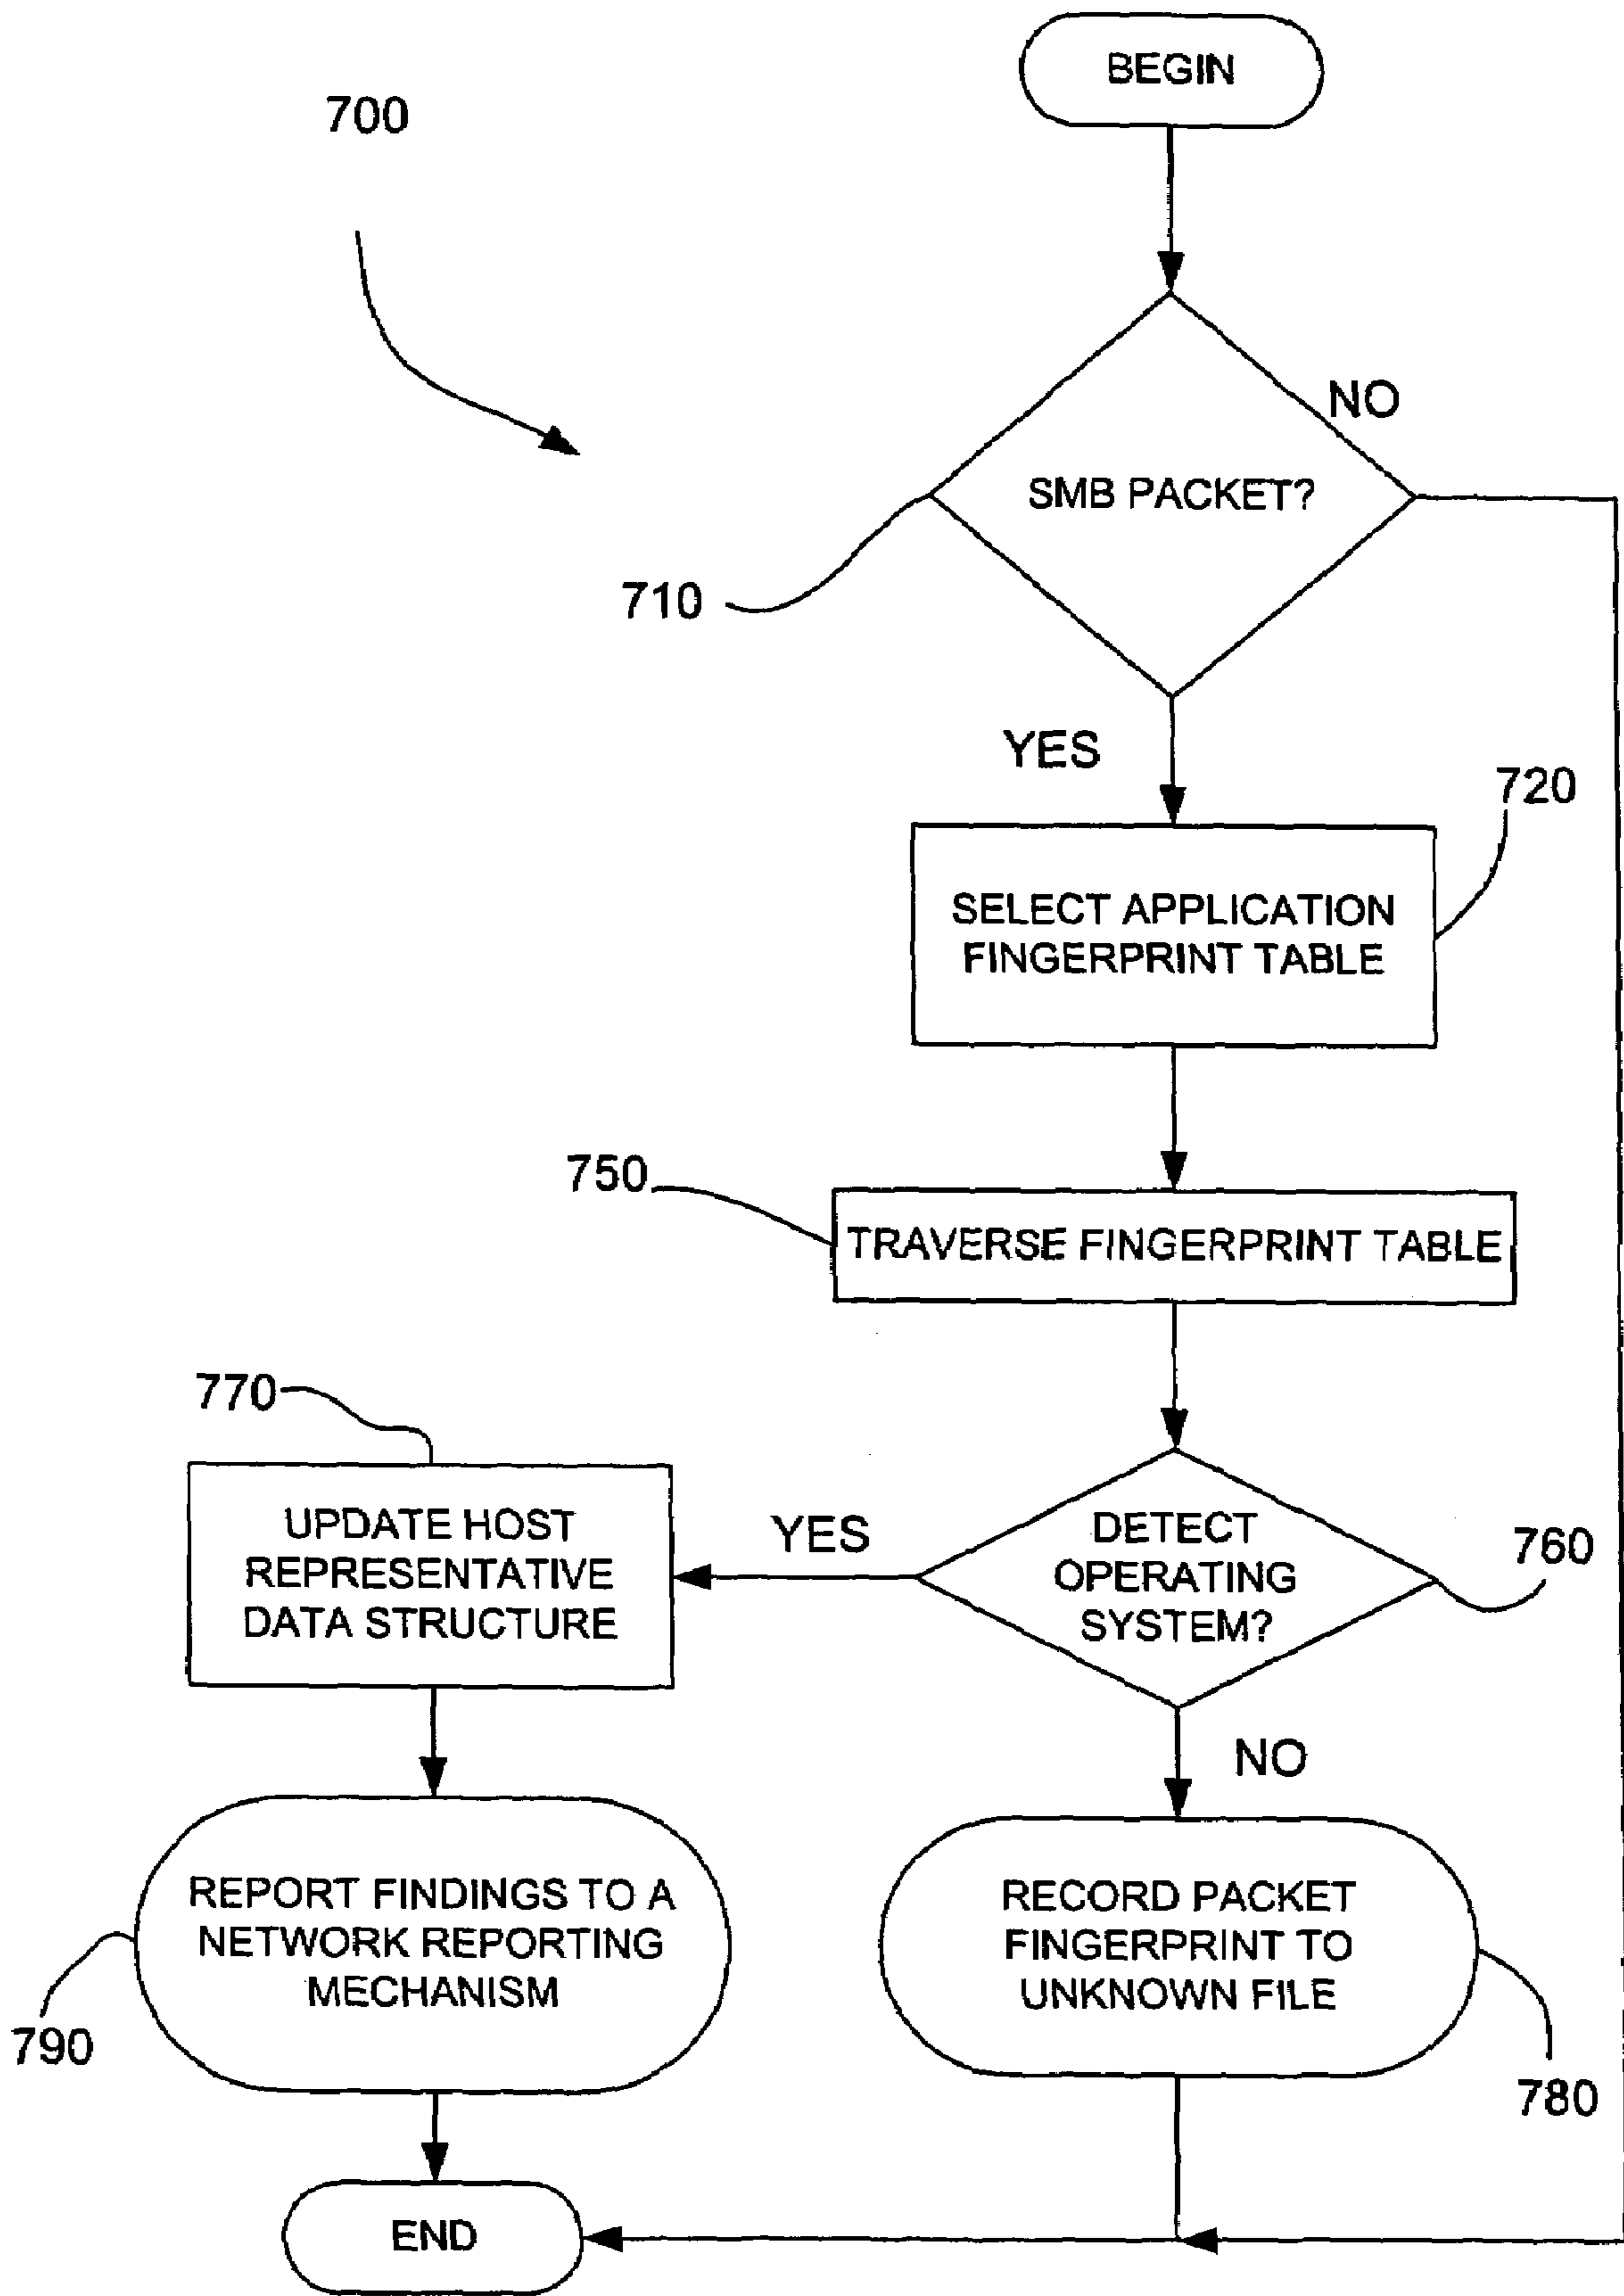 BEGIN
700
NO
SMB PACKET?
710
YES
720
SELECT APPLICATION
FINGERPRINT TABLE
750
TRAVERSE FINGERPRINT TABLE
770
UPDATE HOST
REPRESENTATIVE
DATA STRUCTURE
YES
DETECT
OPERATING
SYSTEM?
760
NO
REPORT FINDINGS TO A
NETWORK REPORTING
MECHANISM
790
RECORD PACKET
FINGERPRINT TO
UNKNOWN FILE
780
END